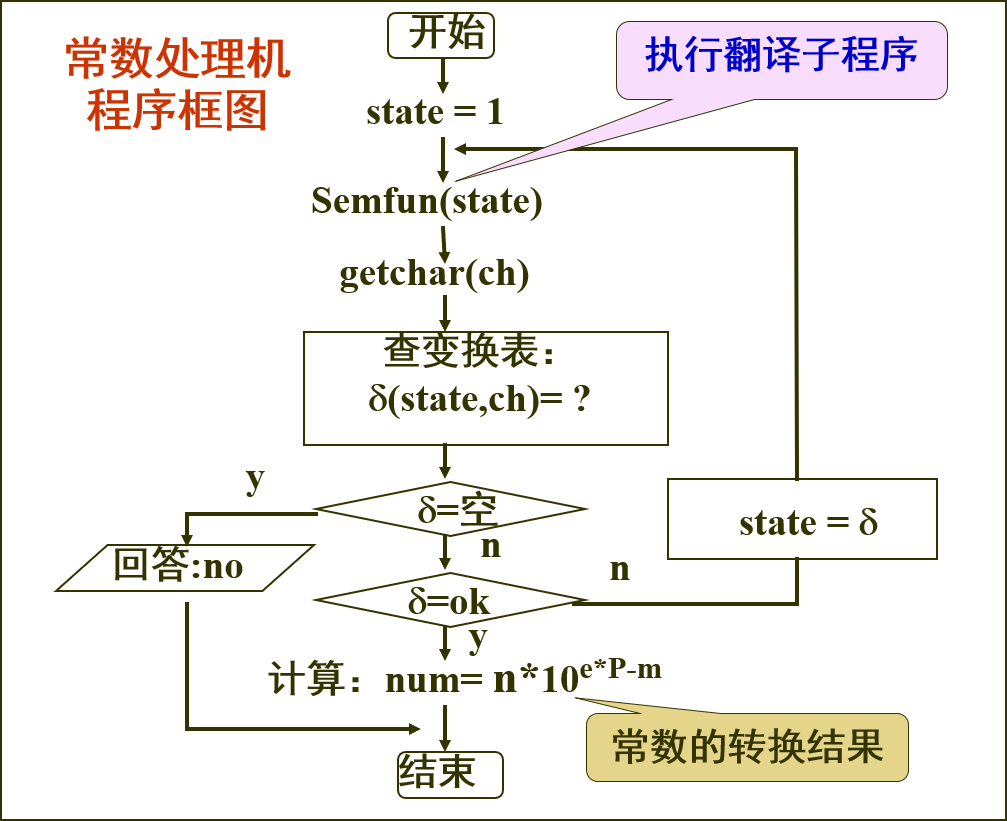 常数处理机
程序框图
开始
执行翻译子程序
state = 1
Semfun(state)
getchar(ch)
查变换表：
δ(state,ch)= ?
y
δ=空
n
state = δ
回答:no
δ=ok
n
y
计算：num= n*10^{e*P-m}
常数的转换结果
结束